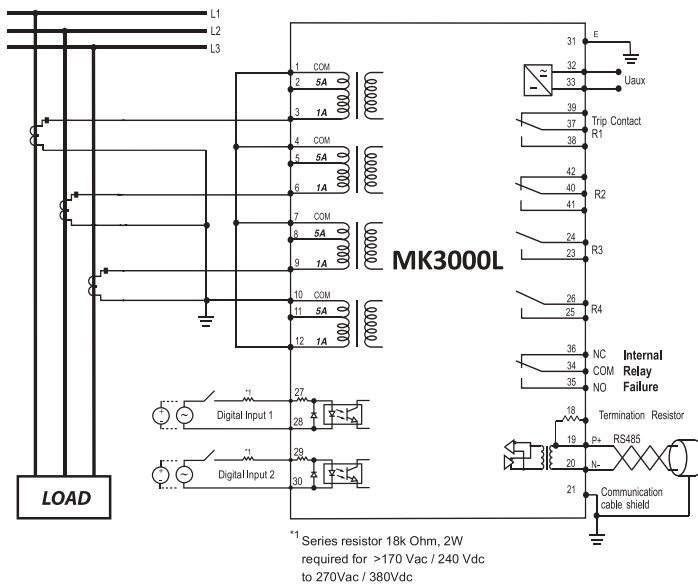 L1
L2
L3
1 COM
2 5A
3 1A
4 COM
5 5A
6 1A
7 COM
8 5A
9 1A
10 COM
11 5A
12 1A
MK3000L
*1 27
Digital Input 1
28
*1 29
Digital Input 2
30
LOAD
31 E
32
33 Uaux
39
37 Trip Contact
38 R1
42
40 R2
41
24
23 R3
26
25 R4
36 NC Internal
34 COM Relay
35 NO Failure
18 Termination Resistor
19 P+ RS485
20 N-
21 Communication
cable shield
*1 Series resistor 18k Ohm, 2W
required for >170 Vac / 240 Vdc
to 270Vac / 380Vdc